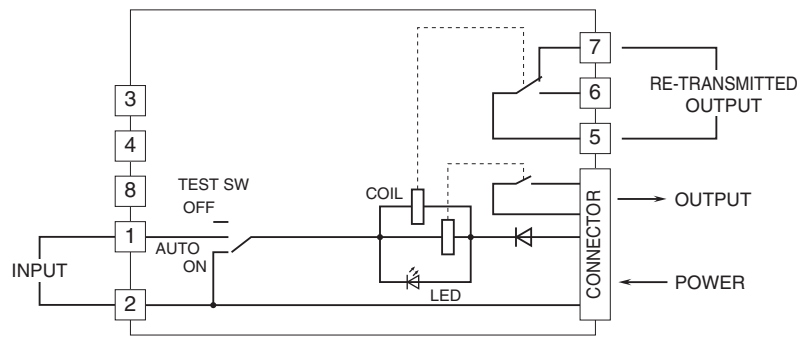 7
RE-TRANSMITTED
OUTPUT
6
5
3
4
8
TEST SW
OFF
COIL
1
AUTO
ON
INPUT
2
LED
CONNECTOR
OUTPUT
POWER